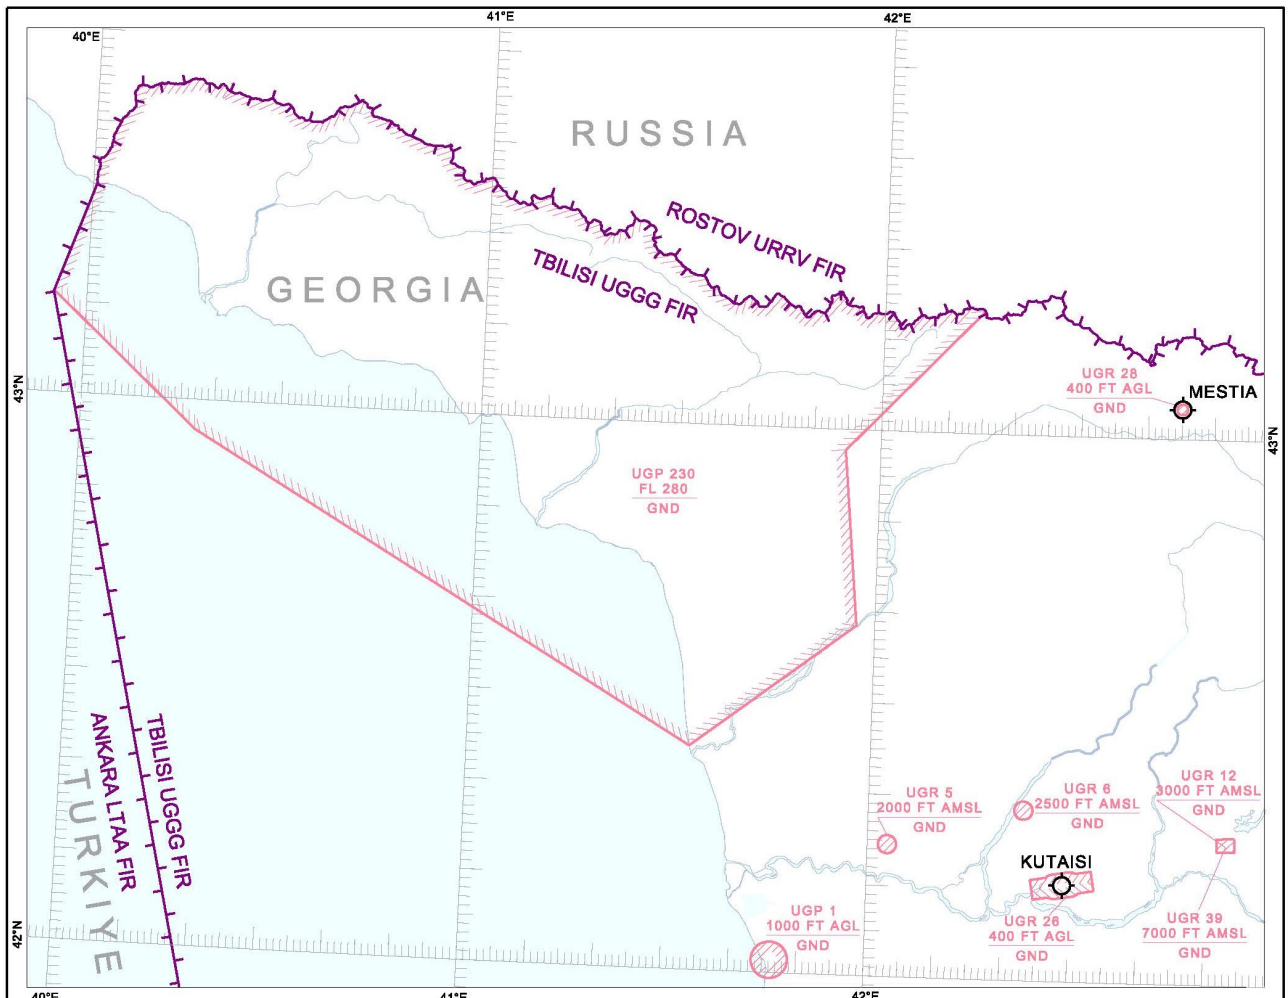 40°E
41°E
42°E
RUSSIA
ROSTOV URRV FIR
TBILISI UGGG FIR
GEORGIA
43°N
UGR 28
400 FT AGL
GND
MESTIA
43°N
UGP 230
FL 280
GND
TBILISI UGGG FIR
ANKARA LTAA FIR
TURKIYE
UGR 5
2000 FT AMSL
GND
UGR 6
2500 FT AMSL
GND
UGR 12
3000 FT AMSL
GND
KUTAISI
UGP 1
1000 FT AGL
GND
UGR 26
400 FT AGL
GND
UGR 39
7000 FT AMSL
GND
42°N
40°E
41°E
42°E